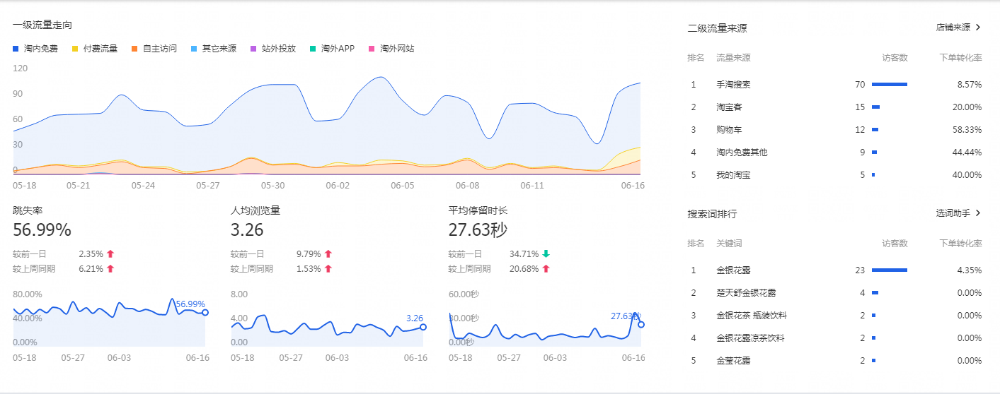 一级流量走向
淘内免费 付费流量 自主访问 其它来源 站外投放 淘外APP 淘外网站
120
90
60
30
0
05-18 05-21 05-24 05-27 05-30 06-02 06-05 06-08 06-11 06-16
跳失率
56.99%
较前一日 2.35%
较上周同期 6.21%
80.00%
56.99%
40.00%
0.00%
05-18 05-27 06-03 06-16
人均浏览量
3.26
较前一日 9.79%
较上周同期 1.53%
8.00
4.00 3.26
0.00
05-18 05-27 06-03 06-16
平均停留时长
27.63秒
较前一日 34.71%
较上周同期 20.68%
60.00秒
30.00秒 27.63秒
0.00秒
05-18 05-27 06-03 06-16
二级流量来源 店铺来源
排名 流量来源 访客数 下单转化率
1 手淘搜索 70 8.57%
2 淘宝客 15 20.00%
3 购物车 12 58.33%
4 淘内免费其他 9 44.44%
5 我的淘宝 5 40.00%
搜索词排行 选词助手
排名 关键词 访客数 下单转化率
1 金银花露 23 4.35%
2 楚天舒金银花露 4 0.00%
3 金银花茶 瓶装饮料 2 0.00%
4 金银花露凉茶饮料 2 0.00%
5 金莹花露 2 0.00%